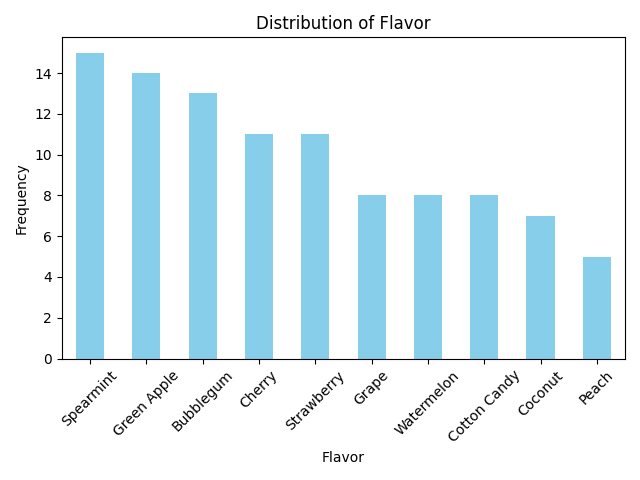 Distribution of Flavor
Frequency
14
12
10
8
6
4
2
0
Spearmint
Green Apple
Bubblegum
Cherry
Strawberry
Grape
Watermelon
Cotton Candy
Coconut
Peach
Flavor